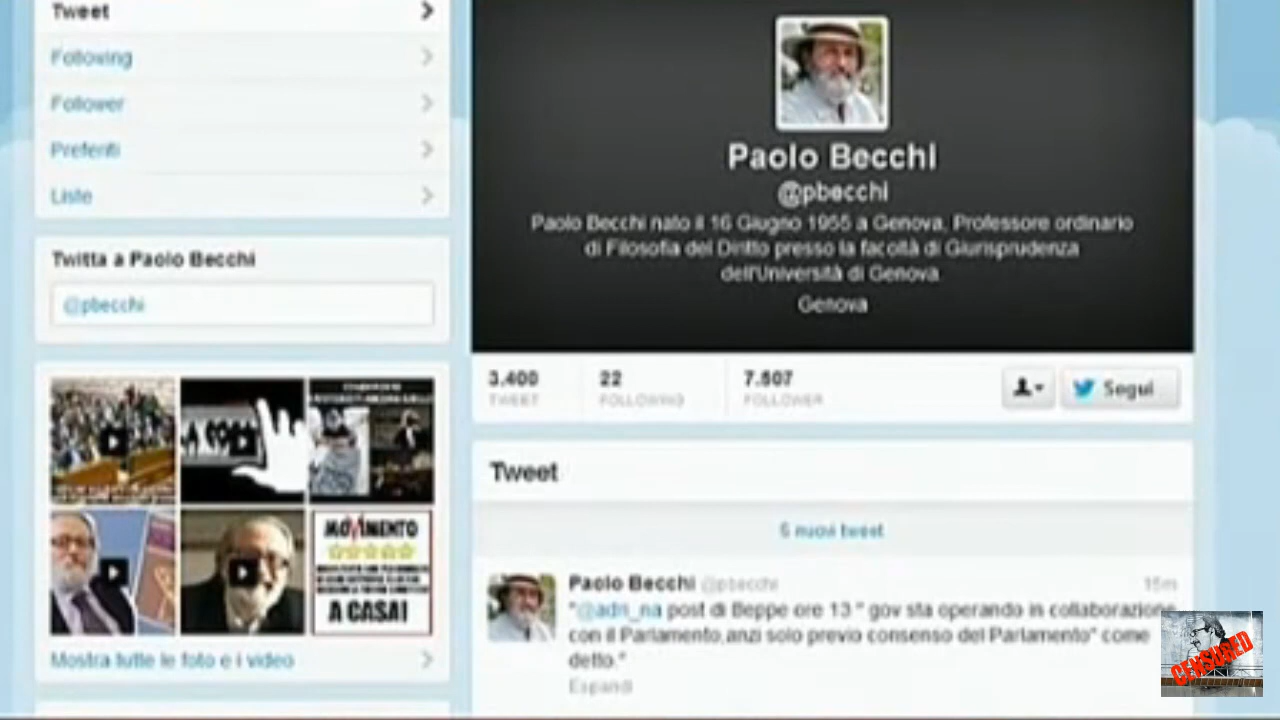 Tweet
Following
Follower
Preferiti
Liste
Twitta a Paolo Becchi
@pbecchi
MOVIMENTO
A CASA!
Mostra tutte le foto e i video
Paolo Becchi
@pbecchi
Paolo Becchi nato il 16 Giugno 1955 a Genova. Professore ordinario
di Filosofia del Diritto presso la facoltà di Giurisprudenza
dell'Università di Genova
Genova
3.400
TWEET
22
FOLLOWING
7.507
FOLLOWER
Segui
Tweet
6 nuovi tweet
Paolo Becchi @pbecchi 15m
"@adri_na post di Beppe ore 13 " gov sta operando in collaborazione
con il Parlamento,anzi solo previo consenso del Parlamento" come
detto."
Espandi
CENSURED